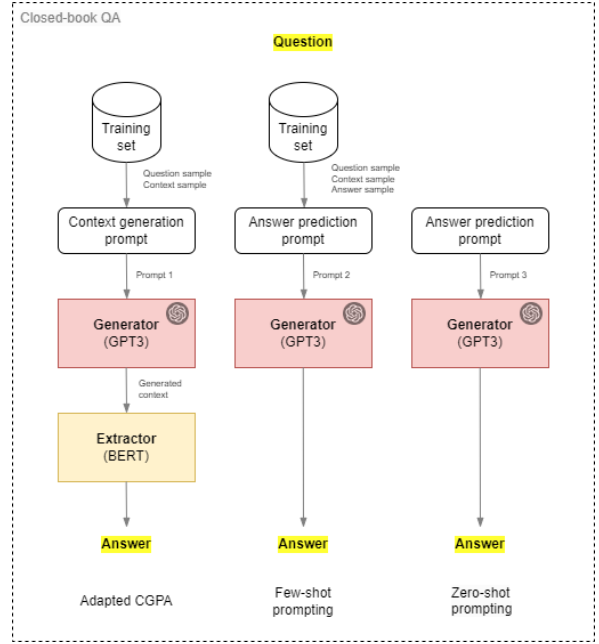 Closed-book QA
Question
Training
set
Question sample
Context sample
Context generation
prompt
Prompt 1
Generator
(GPT3)
Generated
context
Extractor
(BERT)
Answer
Adapted CGPA
Training
set
Question sample
Context sample
Answer sample
Answer prediction
prompt
Prompt 2
Generator
(GPT3)
Answer
Few-shot
prompting
Answer prediction
prompt
Prompt 3
Generator
(GPT3)
Answer
Zero-shot
prompting